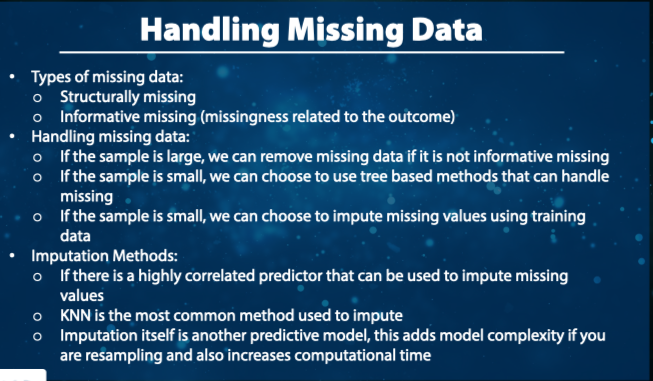 Handling Missing Data
• Types of missing data:
o Structurally missing
o Informative missing (missingness related to the outcome)
• Handling missing data:
o If the sample is large, we can remove missing data if it is not informative missing
o If the sample is small, we can choose to use tree based methods that can handle
missing
o If the sample is small, we can choose to impute missing values using training
data
• Imputation Methods:
o If there is a highly correlated predictor that can be used to impute missing
values
o KNN is the most common method used to impute
o Imputation itself is another predictive model, this adds model complexity if you
are resampling and also increases computational time